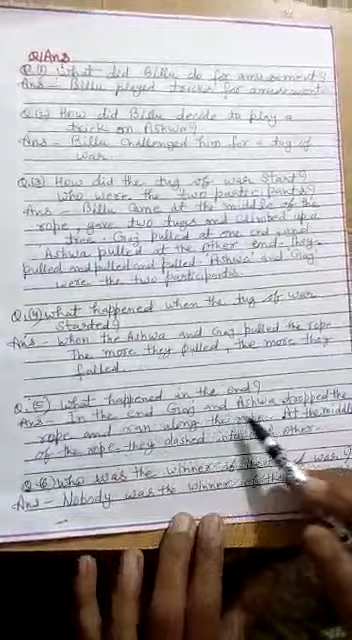 Q/Ans
Q.(1) What did Billu do for amusement?
Ans - Billu played tricks for amusement.
Q.(2) How did Billu decide to play a
trick on Ashwa?
Ans - Billu challenged him for a tug of
war.
Q.(3) How did the tug of war start?
Who were the two participants?
Ans - Billu came at the middle of the
rope, gave two tugs and climbed up a
tree. Gaj pulled at one end and
Ashwa pulled at the other end. They
pulled and pulled and pulled. Ashwa and Gaj
were the two participants.
Q.(4) What happened when the tug of war
started?
Ans - When the Ashwa and Gaj pulled the rope
The more they pulled, the more they
failed.
Q.(5) What happened in the end?
Ans - In the end Gaj and Ashwa dropped the
rope and ran along the rope. At the middle
of the rope they dashed into other.
Q.(6) Who was the winner of war?
Ans - Nobody was the winner of